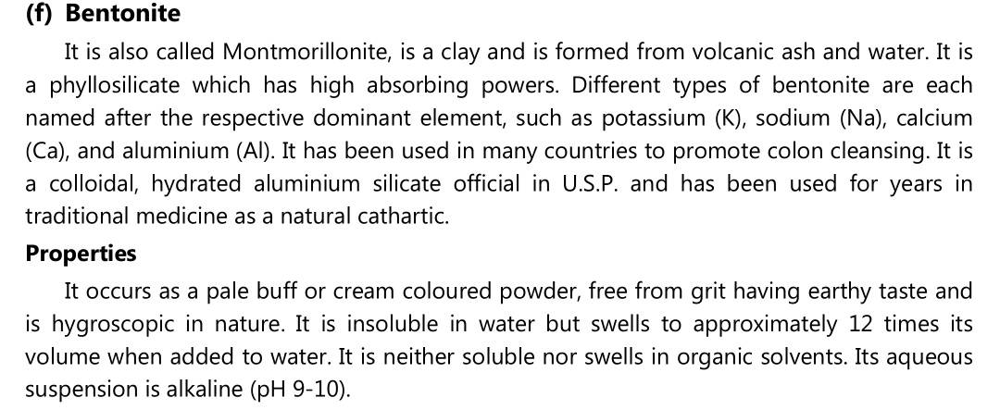 (f) Bentonite
It is also called Montmorillonite, is a clay and is formed from volcanic ash and water. It is
a phyllosilicate which has high absorbing powers. Different types of bentonite are each
named after the respective dominant element, such as potassium (K), sodium (Na), calcium
(Ca), and aluminium (Al). It has been used in many countries to promote colon cleansing. It is
a colloidal, hydrated aluminium silicate official in U.S.P. and has been used for years in
traditional medicine as a natural cathartic.
Properties
It occurs as a pale buff or cream coloured powder, free from grit having earthy taste and
is hygroscopic in nature. It is insoluble in water but swells to approximately 12 times its
volume when added to water. It is neither soluble nor swells in organic solvents. Its aqueous
suspension is alkaline (pH 9-10).